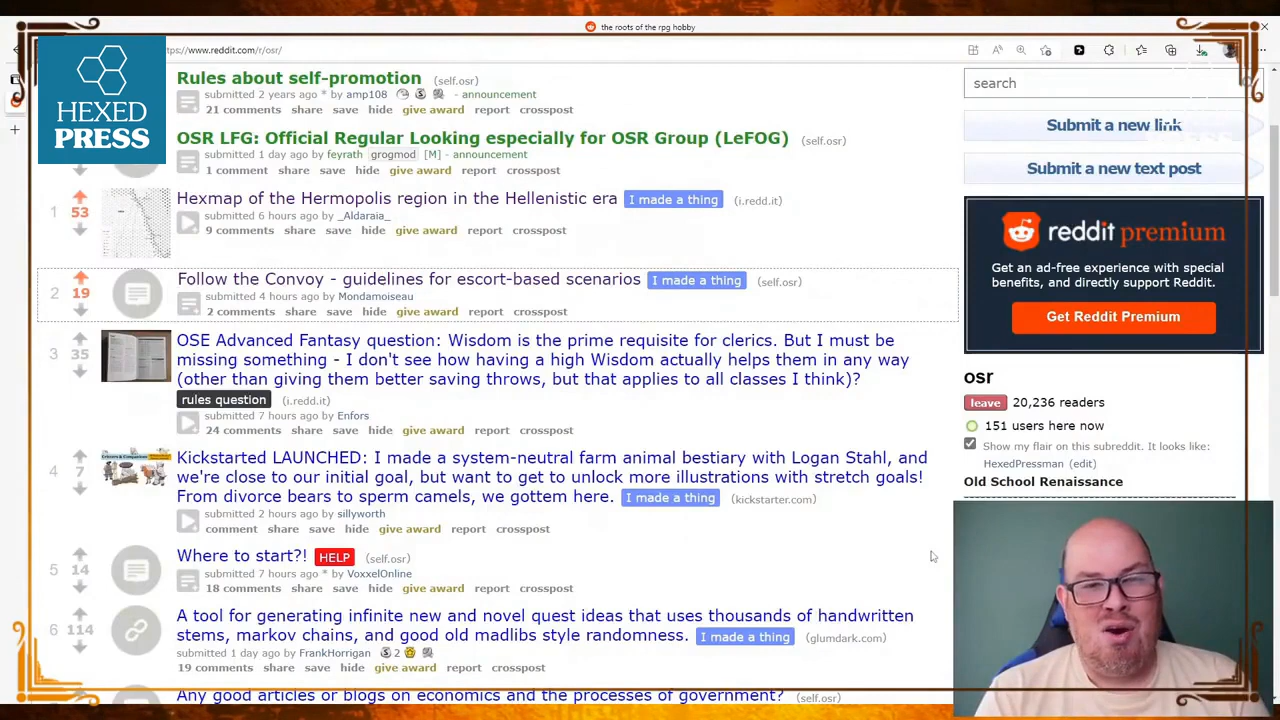 the roots of the rpg hobby
ttps://www.reddit.com/r/osr/
HEXED
PRESS
Rules about self-promotion (self.osr)
submitted 2 years ago * by amp108 - announcement
21 comments share save hide give award report crosspost
OSR LFG: Official Regular Looking especially for OSR Group (LeFOG) (self.osr)
submitted 1 day ago by feyrath grogmod [M] - announcement
1 comment share save hide give award report crosspost
1
53
Hexmap of the Hermopolis region in the Hellenistic era I made a thing (i.redd.it)
submitted 6 hours ago by _Aldaraia_
9 comments share save hide give award report crosspost
2
19
Follow the Convoy - guidelines for escort-based scenarios I made a thing (self.osr)
submitted 4 hours ago by Mondamoiseau
2 comments share save hide give award report crosspost
3
35
OSE Advanced Fantasy question: Wisdom is the prime requisite for clerics. But I must be
missing something - I don't see how having a high Wisdom actually helps them in any way
(other than giving them better saving throws, but that applies to all classes I think)?
rules question (i.redd.it)
submitted 7 hours ago by Enfors
24 comments share save hide give award report crosspost
4
7
Kickstarted LAUNCHED: I made a system-neutral farm animal bestiary with Logan Stahl, and
we're close to our initial goal, but want to get to unlock more illustrations with stretch goals!
From divorce bears to sperm camels, we gottem here. I made a thing (kickstarter.com)
submitted 2 hours ago by sillyworth
comment share save hide give award report crosspost
5
14
Where to start?! HELP (self.osr)
submitted 7 hours ago * by VoxxelOnline
18 comments share save hide give award report crosspost
6
114
A tool for generating infinite new and novel quest ideas that uses thousands of handwritten
stems, markov chains, and good old madlibs style randomness. I made a thing (glumdark.com)
submitted 1 day ago by FrankHorrigan 2
19 comments share save hide give award report crosspost
Any good articles or blogs on economics and the processes of government? (self.osr)
search
Submit a new link
Submit a new text post
reddit premium
Get an ad-free experience with special
benefits, and directly support Reddit.
Get Reddit Premium
osr
leave 20,236 readers
151 users here now
Show my flair on this subreddit. It looks like:
HexedPressman (edit)
Old School Renaissance